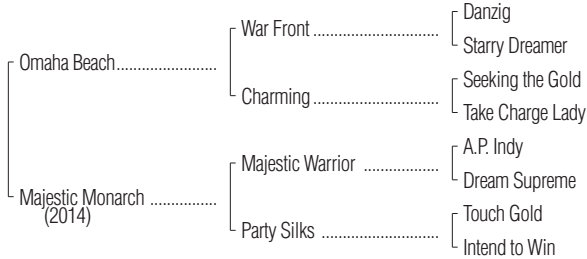 Danzig
War Front
Starry Dreamer
Omaha Beach
Seeking the Gold
Charming
Take Charge Lady
A.P. Indy
Majestic Warrior
Dream Supreme
Majestic Monarch
(2014)
Touch Gold
Party Silks
Intend to Win